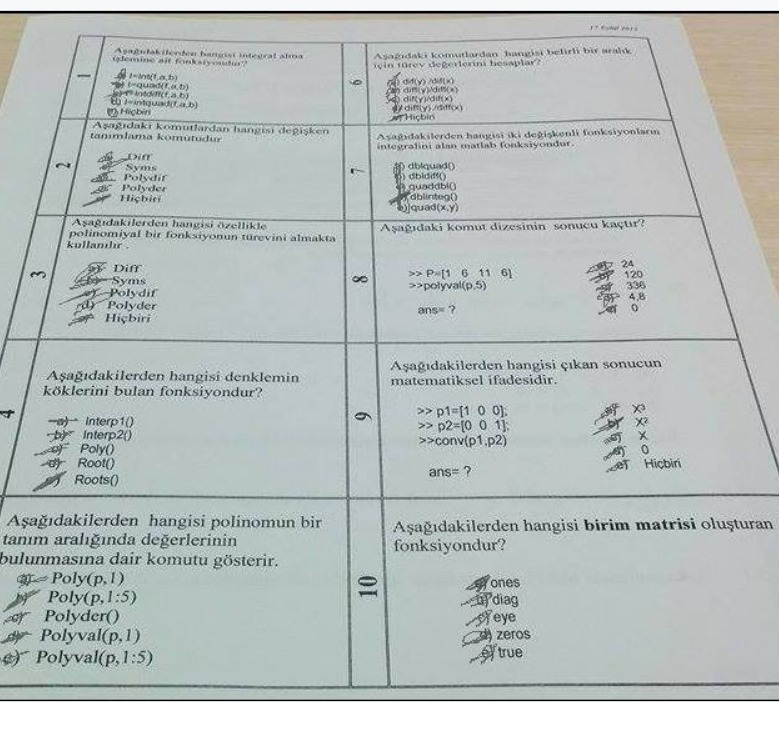 17 Eylül 2013
1
Aşağıdakilerden hangisi integral alma
işlemine ait fonksiyondur?
I=int(f,a,b)
I=quad(f,a,b)
I=intdiff(f,a,b)
I=intquad(f,a,b)
Hiçbiri
2
Aşağıdaki komutlardan hangisi değişken
tanımlama komutudur
Diff
Syms
Polydif
Polyder
Hiçbiri
3
Aşağıdakilerden hangisi özellikle
polinomiyal bir fonksiyonun türevini almakta
kullanılır .
Diff
Syms
Polydif
d) Polyder
Hiçbiri
4
Aşağıdakilerden hangisi denklemin
köklerini bulan fonksiyondur?
a) Interp1()
b) Interp2()
Poly()
Root()
Roots()
Aşağıdakilerden hangisi polinomun bir
tanım aralığında değerlerinin
bulunmasına dair komutu gösterir.
Poly(p,1)
Poly(p,1:5)
Polyder()
Polyval(p,1)
e) Polyval(p,1:5)
6
Aşağıdaki komutlardan hangisi belirli bir aralık
için türev değerlerini hesaplar?
dif(y) /dif(x)
diff(y)/diff(x)
dif(y)/dif(x)
diff(y) /diff(x)
Hiçbiri
7
Aşağıdakilerden hangisi iki değişkenli fonksiyonların
integralini alan matlab fonksiyondur.
dblquad()
dbldiff()
quaddbl()
dblinteg()
quad(x,y)
8
Aşağıdaki komut dizesinin sonucu kaçtır?
>> P=[1 6 11 6]
>>polyval(p,5)
ans= ?
24
120
336
4,8
0
9
Aşağıdakilerden hangisi çıkan sonucun
matematiksel ifadesidir.
>> p1=[1 0 0];
>> p2=[0 0 1];
>>conv(p1,p2)
ans= ?
X³
X²
X
0
Hiçbiri
10
Aşağıdakilerden hangisi birim matrisi oluşturan
fonksiyondur?
ones
diag
eye
zeros
true